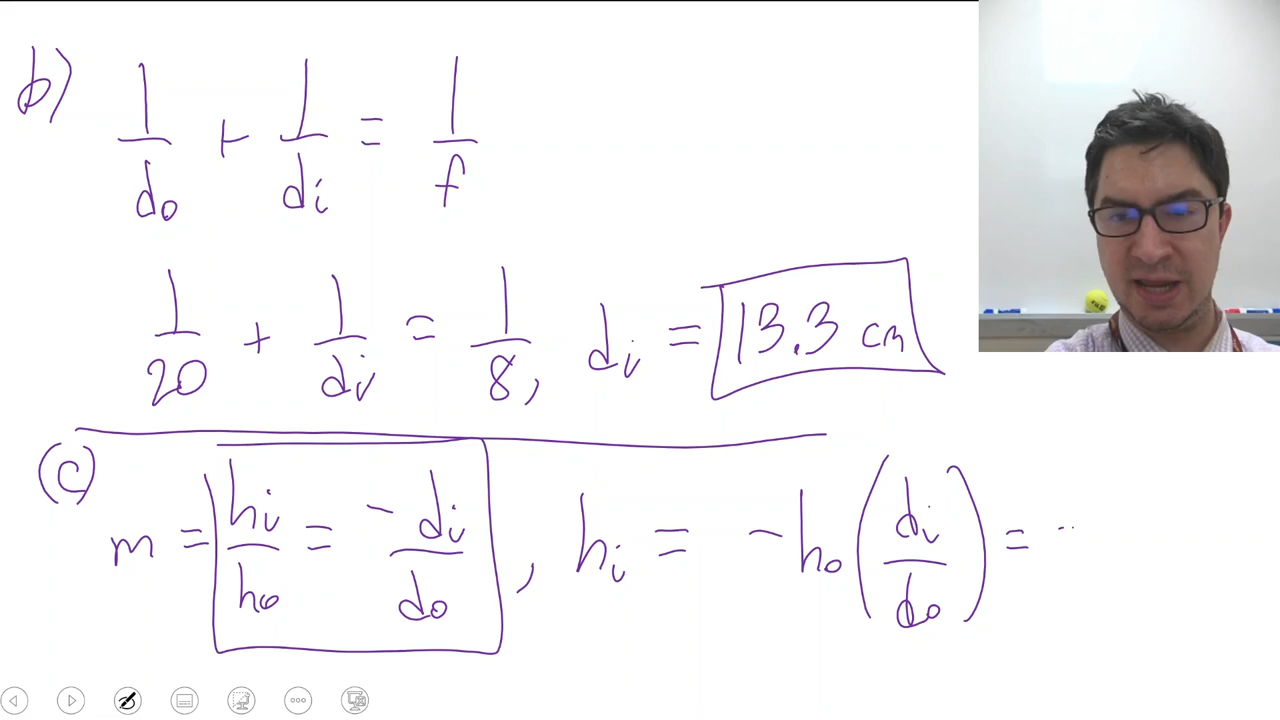 b) 1/do + 1/di = 1/f
1/20 + 1/di = 1/8, di = 13.3 cm
(c) m = hi/ho = -di/do, hi = -ho(di/do) =